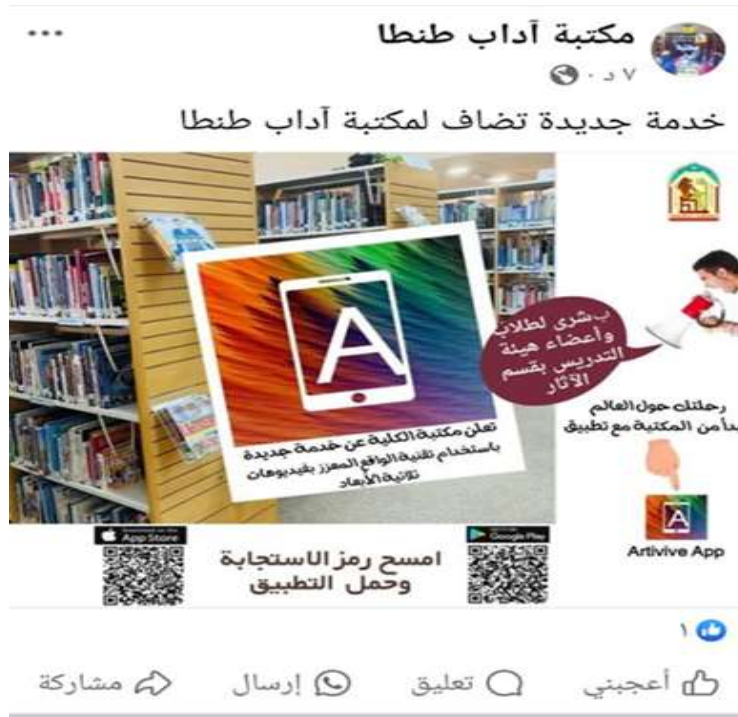 مكتبة آداب طنطا
٧ د ·
خدمة جديدة تضاف لمكتبة آداب طنطا
بشرى لطلاب
وأعضاء هيئة
التدريس بقسم
الآثار
رحلتك حول العالم
بدأ من المكتبة مع تطبيق
A
تعلن مكتبة الكلية عن خدمة جديدة
باستخدام تقنية الواقع المعزز بفيديوهات
ثلاثية الأبعاد
A
Artivive App
App Store
Google Play
امسح رمز الاستجابة
وحمل التطبيق
١
أعجبني
تعليق
إرسال
مشاركة